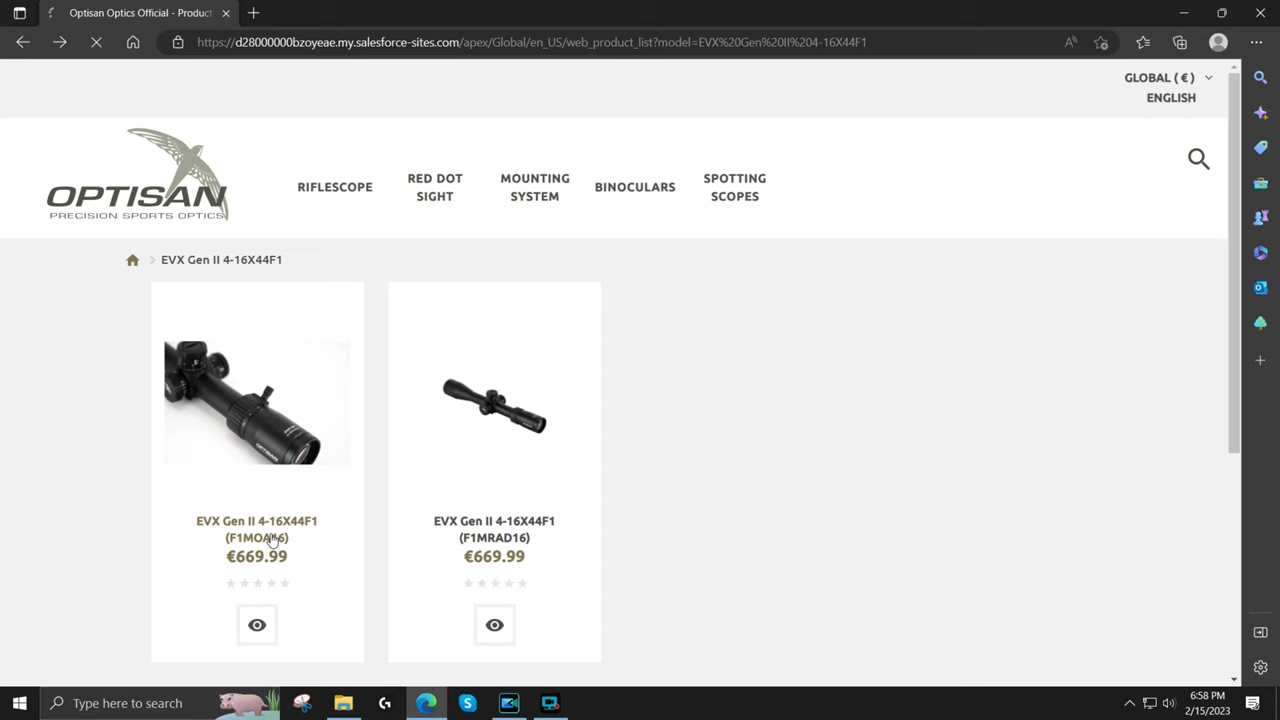 Optisan Optics Official - Product
https://d28000000bzoyeae.my.salesforce-sites.com/apex/Global/en_US/web_product_list?model=EVX%20Gen%20II%204-16X44F1
GLOBAL ( € )
ENGLISH
OPTISAN
PRECISION SPORTS OPTICS
RIFLESCOPE
RED DOT
SIGHT
MOUNTING
SYSTEM
BINOCULARS
SPOTTING
SCOPES
EVX Gen II 4-16X44F1
EVX Gen II 4-16X44F1
(F1MOA16)
€669.99
EVX Gen II 4-16X44F1
(F1MRAD16)
€669.99
OPTISAN
Type here to search
6:58 PM
2/15/2023